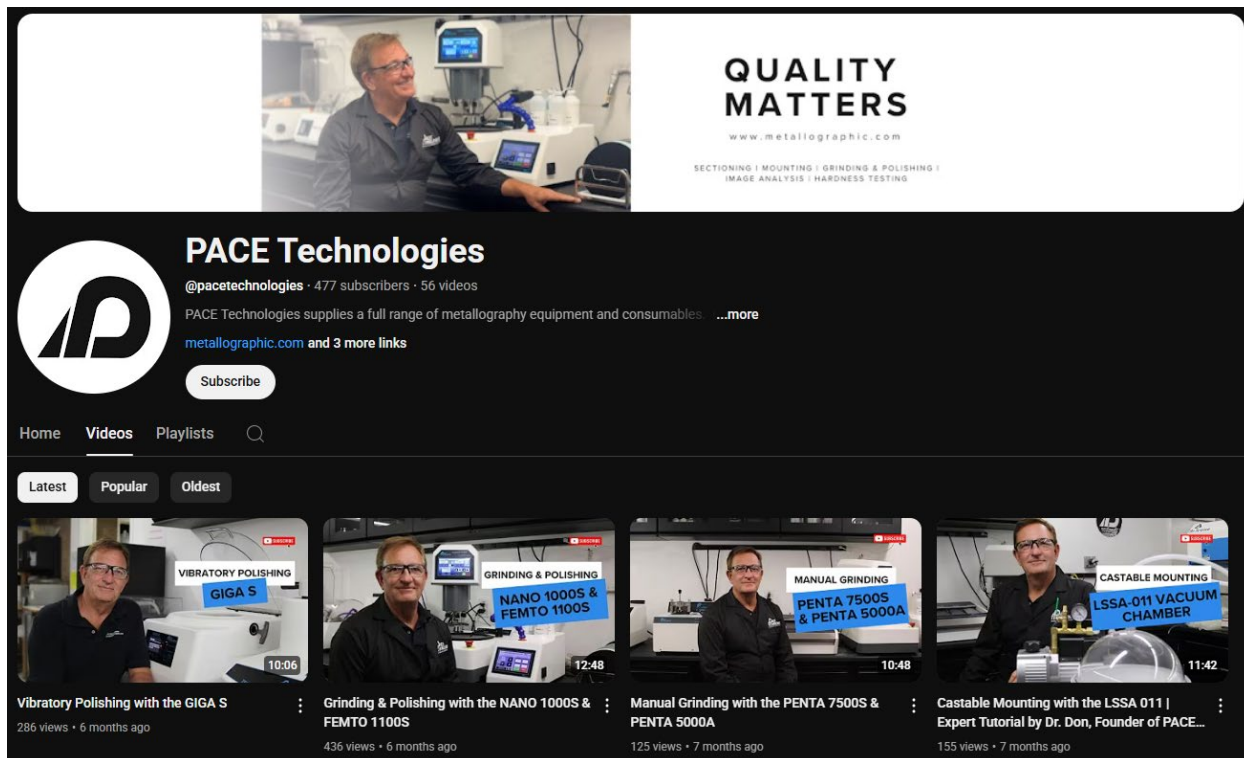 QUALITY
MATTERS
www.metallographic.com
SECTIONING | MOUNTING | GRINDING & POLISHING |
IMAGE ANALYSIS | HARDNESS TESTING
PACE Technologies
@pacetechnologies · 477 subscribers · 56 videos
PACE Technologies supplies a full range of metallography equipment and consumables. ...more
metallographic.com and 3 more links
Subscribe
Home Videos Playlists
Latest Popular Oldest
SUBSCRIBE
VIBRATORY POLISHING
GIGA S
10:06
SUBSCRIBE
GRINDING & POLISHING
NANO 1000S &
FEMTO 1100S
12:48
SUBSCRIBE
MANUAL GRINDING
PENTA 7500S
& PENTA 5000A
10:48
SUBSCRIBE
CASTABLE MOUNTING
LSSA-011 VACUUM
CHAMBER
11:42
Vibratory Polishing with the GIGA S
286 views • 6 months ago
Grinding & Polishing with the NANO 1000S &
FEMTO 1100S
436 views • 6 months ago
Manual Grinding with the PENTA 7500S &
PENTA 5000A
125 views • 7 months ago
Castable Mounting with the LSSA 011 |
Expert Tutorial by Dr. Don, Founder of PACE...
155 views • 7 months ago